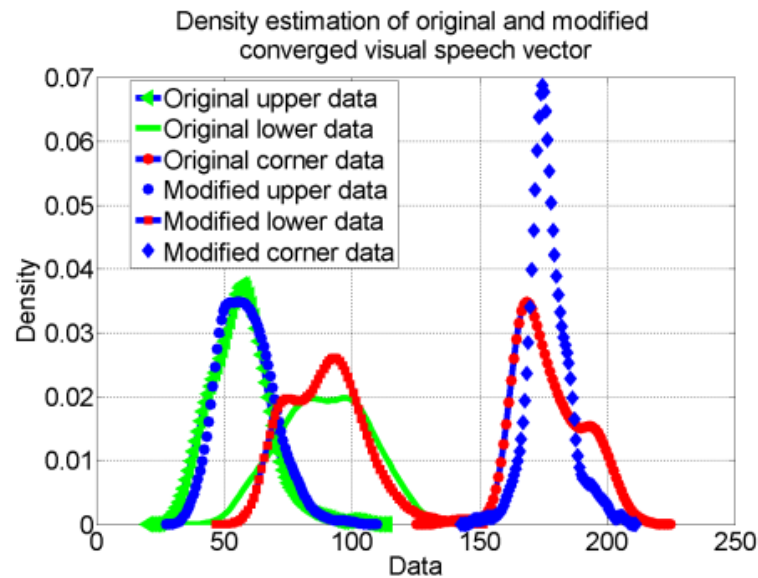 Density estimation of original and modified
converged visual speech vector
0.07
0.06
0.05
0.04
0.03
0.02
0.01
0
Density
Original upper data
Original lower data
Original corner data
Modified upper data
Modified lower data
Modified corner data
0 50 100 150 200 250
Data